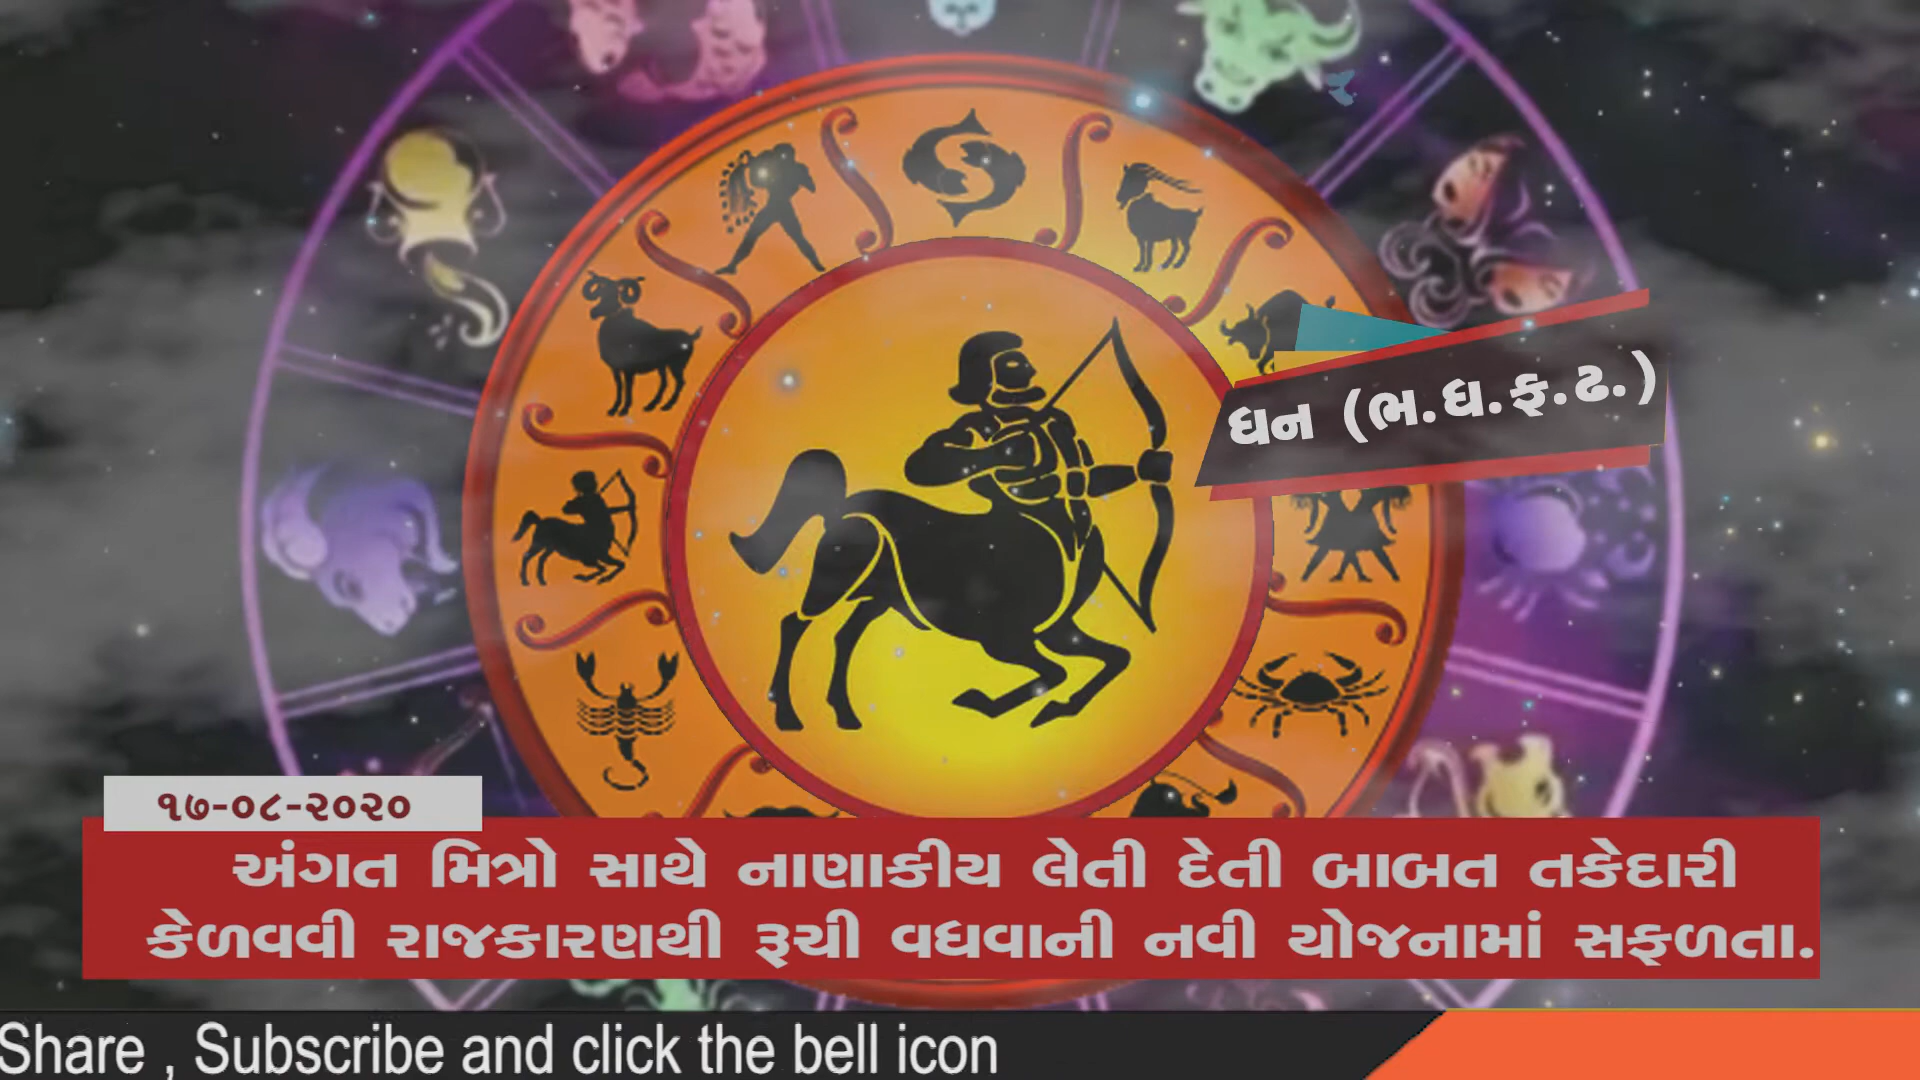 ધન (ભ.ધ.ફ.ઢ.)
૧૭-૦૮-૨૦૨૦
અંગત મિત્રો સાથે નાણાકીય લેતી દેતી બાબત તકેદારી
કેળવવી રાજકારણથી રૂચી વધવાની નવી યોજનામાં સફળતા.
Share , Subscribe and click the bell icon